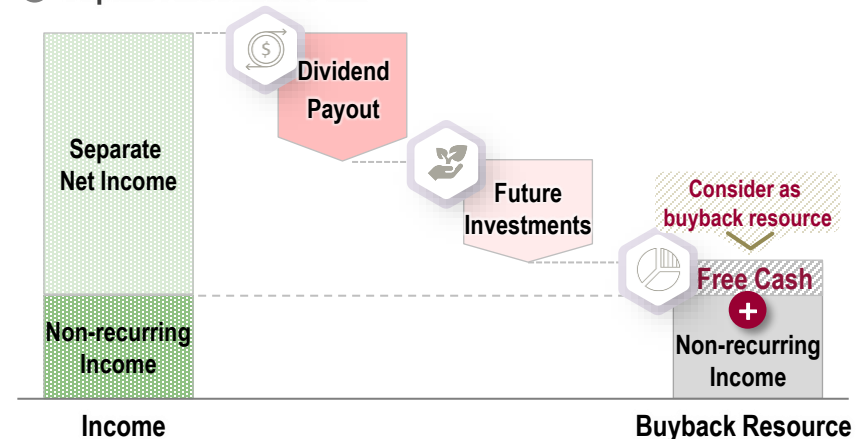 $
Dividend
Payout
Separate
Net Income
Future
Investments
Consider as
buyback resource
Free Cash
+
Non-recurring
Income
Non-recurring
Income
Income
Buyback Resource